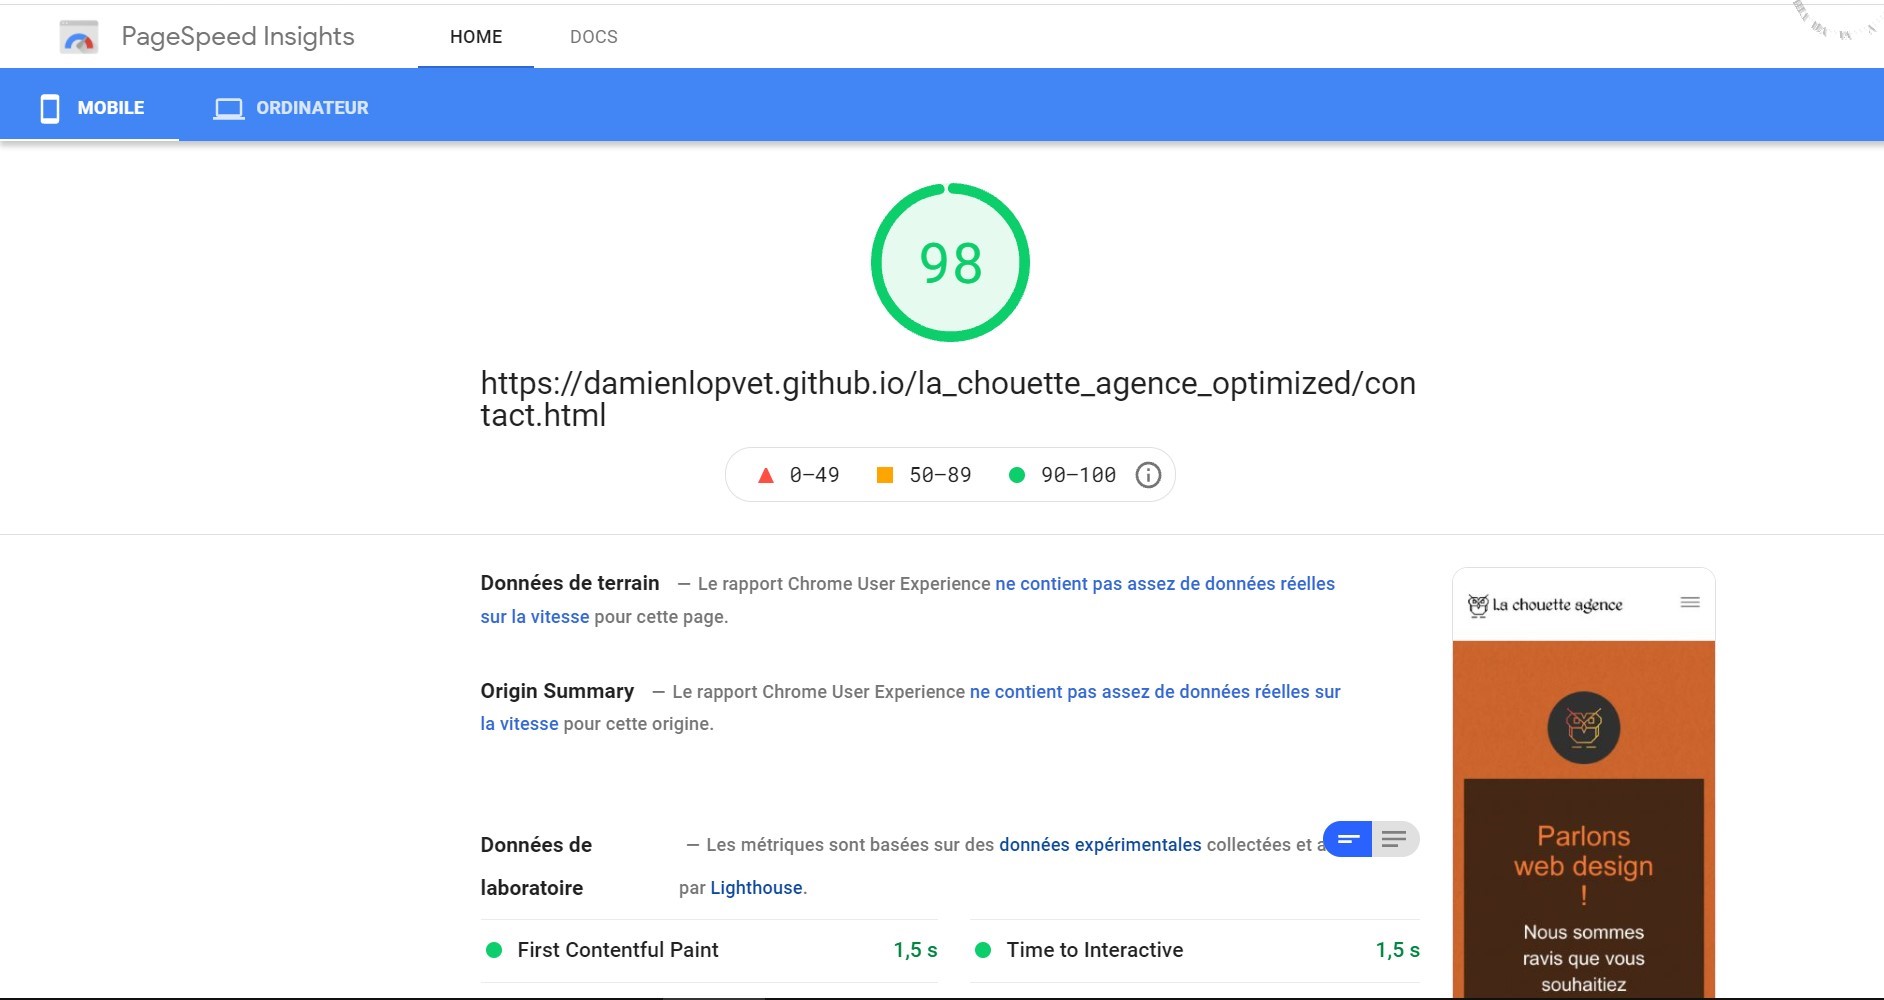 PageSpeed Insights
HOME
DOCS
MOBILE
ORDINATEUR
98
https://damienlopvet.github.io/la_chouette_agence_optimized/con
tact.html
0–49
50–89
90–100
Données de terrain — Le rapport Chrome User Experience ne contient pas assez de données réelles
sur la vitesse pour cette page.
Origin Summary — Le rapport Chrome User Experience ne contient pas assez de données réelles sur
la vitesse pour cette origine.
Données de
laboratoire
— Les métriques sont basées sur des données expérimentales collectées et a
par Lighthouse.
First Contentful Paint 1,5 s
Time to Interactive 1,5 s
La chouette agence
Parlons
web design
!
Nous sommes
ravis que vous
souhaitiez